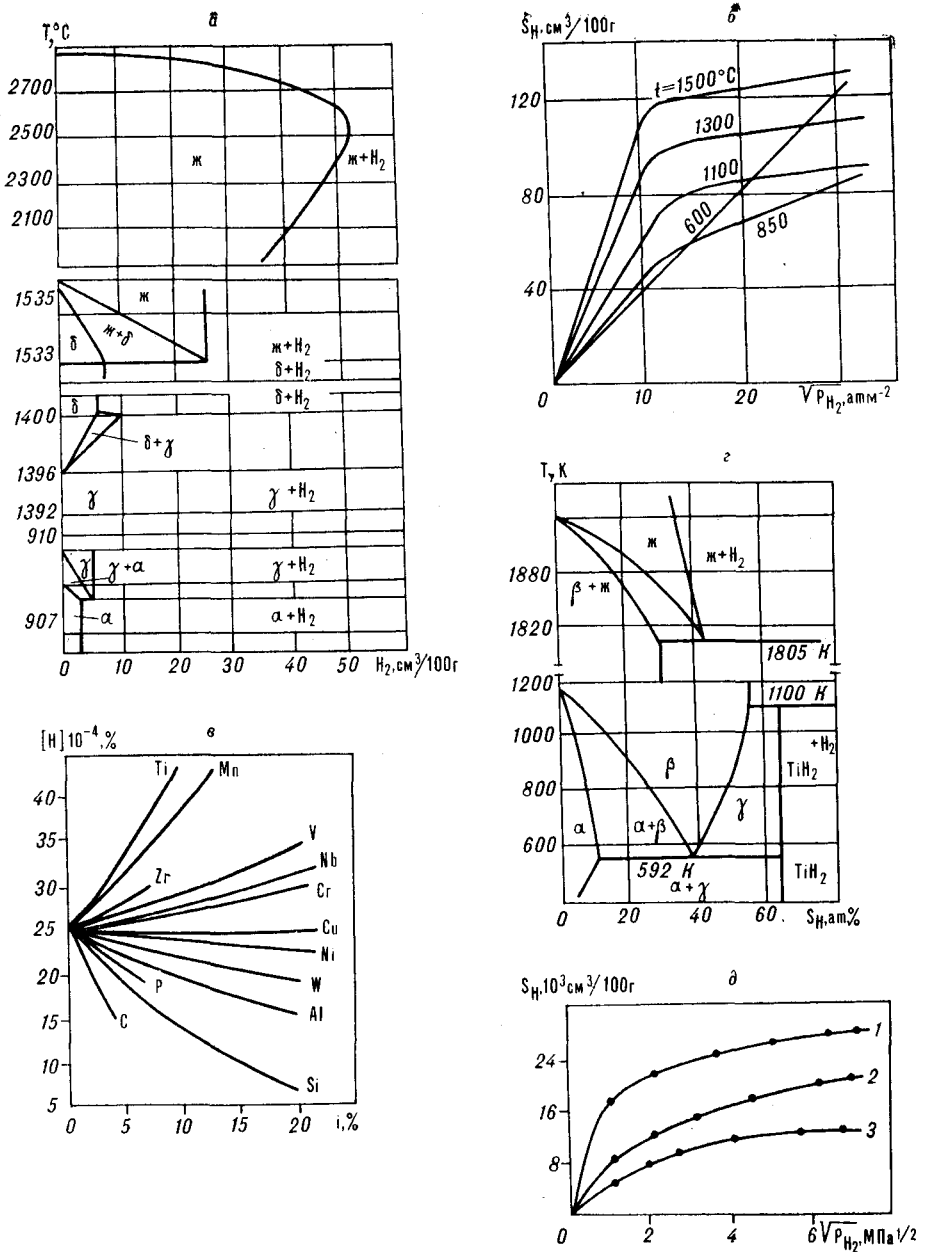 а
T,°C
2700
2500
2300
2100
ж
ж+H₂
1535
1533
ж
ж+δ
δ
ж+H₂
δ+H₂
δ
δ+H₂
1400
δ+γ
1396
γ
γ+H₂
1392
910
γ
γ+α
γ+H₂
907
α
α+H₂
0 10 20 30 40 50 H₂,см³/100г
б
S_H,см³/100г
120
80
40
t=1500°C
1300
1100
600
850
0 10 20 √P_H₂,атм⁻²
в
[H]10⁻⁴,%
40
35
30
25
20
15
10
5
Ti
Mn
V
Nb
Zr
Cr
Cu
Ni
W
P
Al
C
Si
0 5 10 15 20 i,%
г
T, K
1880
1820
ж
ж+H₂
β+ж
1805 К
1200
1100 К
1000
800
600
β
+H₂
TiH₂
α
α+β
γ
592 К
α+γ
TiH₂
0 20 40 60 S_H,ат%
д
S_H,10³см³/100г
24
16
8
1
2
3
0 2 4 6 √P_H₂,МПа¹/²